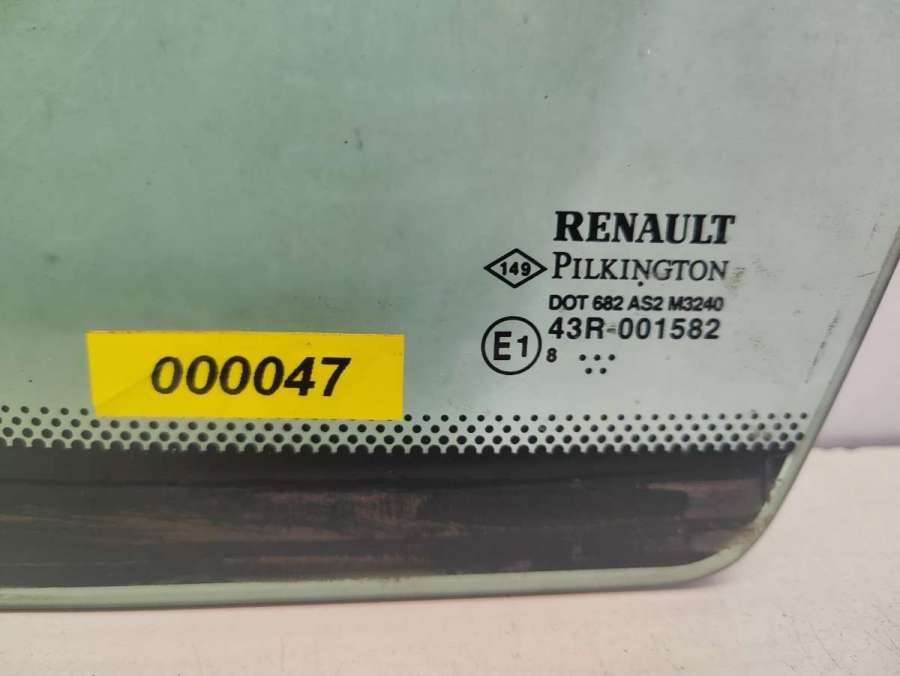 RENAULT
149 PILKINGTON
DOT 682 AS2 M3240
E1 43R-001582
8
000047